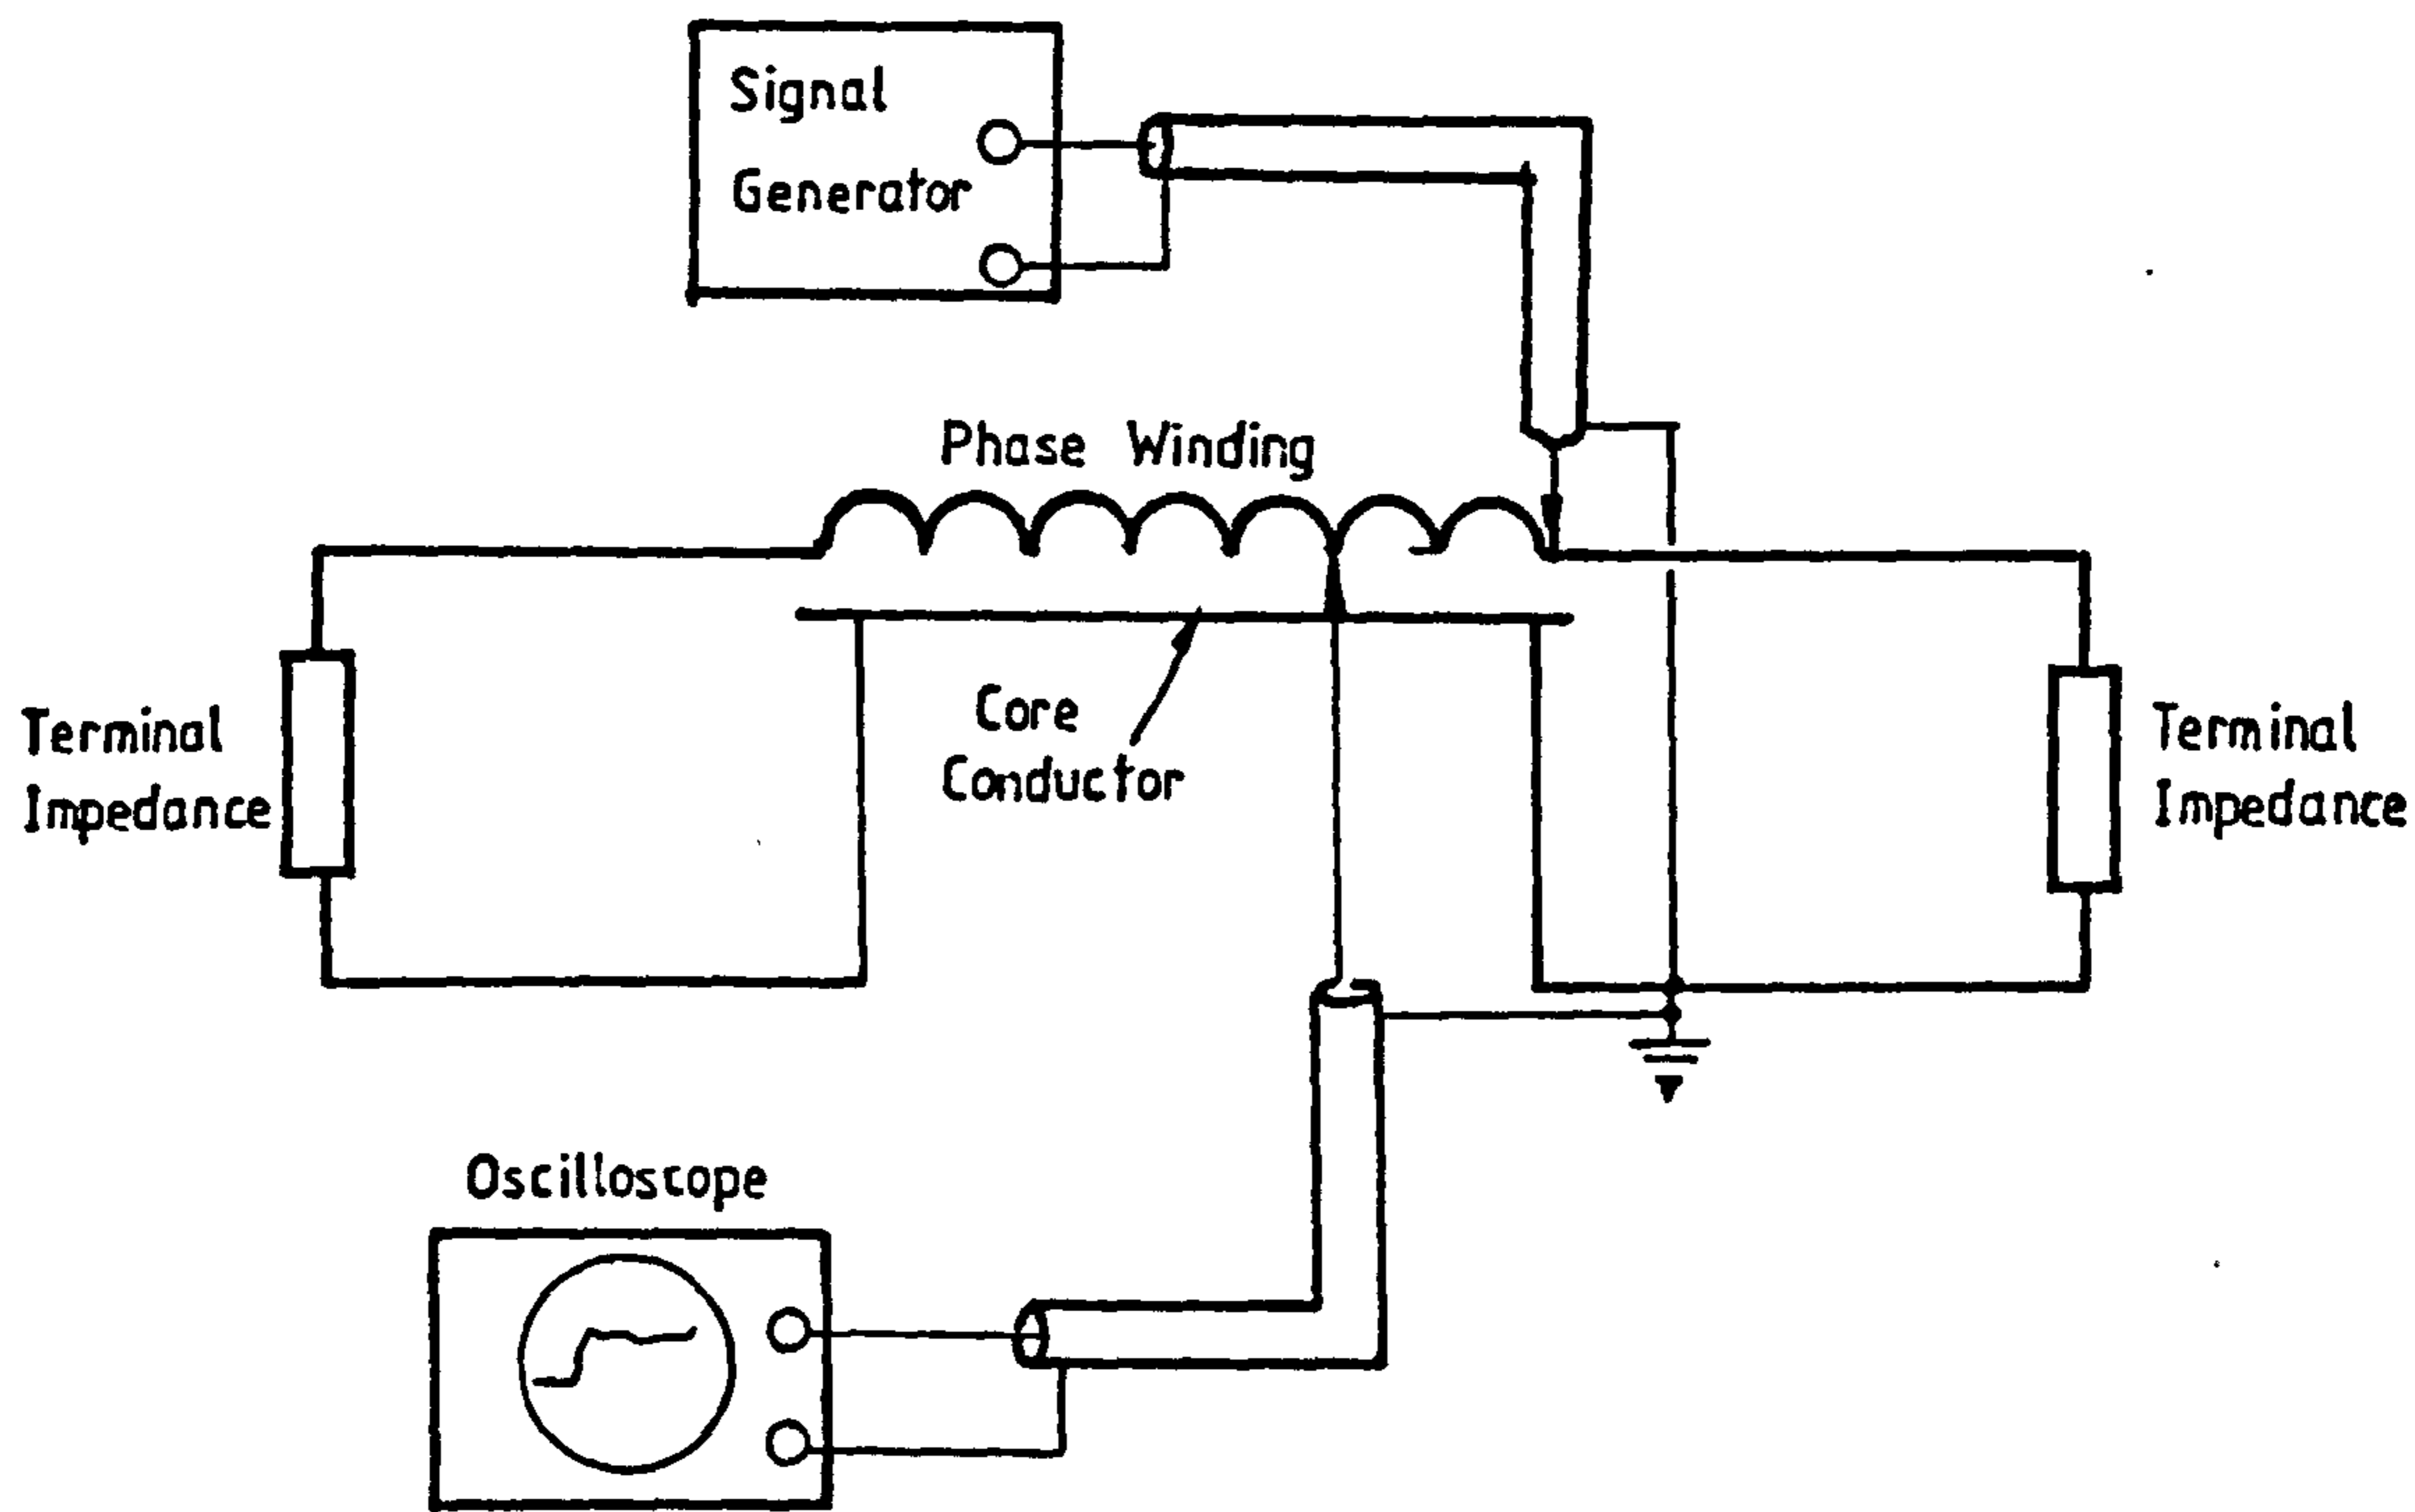 Signal
Generator
Phase Winding
Core
Conductor
Terminal
Impedance
Terminal
Impedance
Oscilloscope